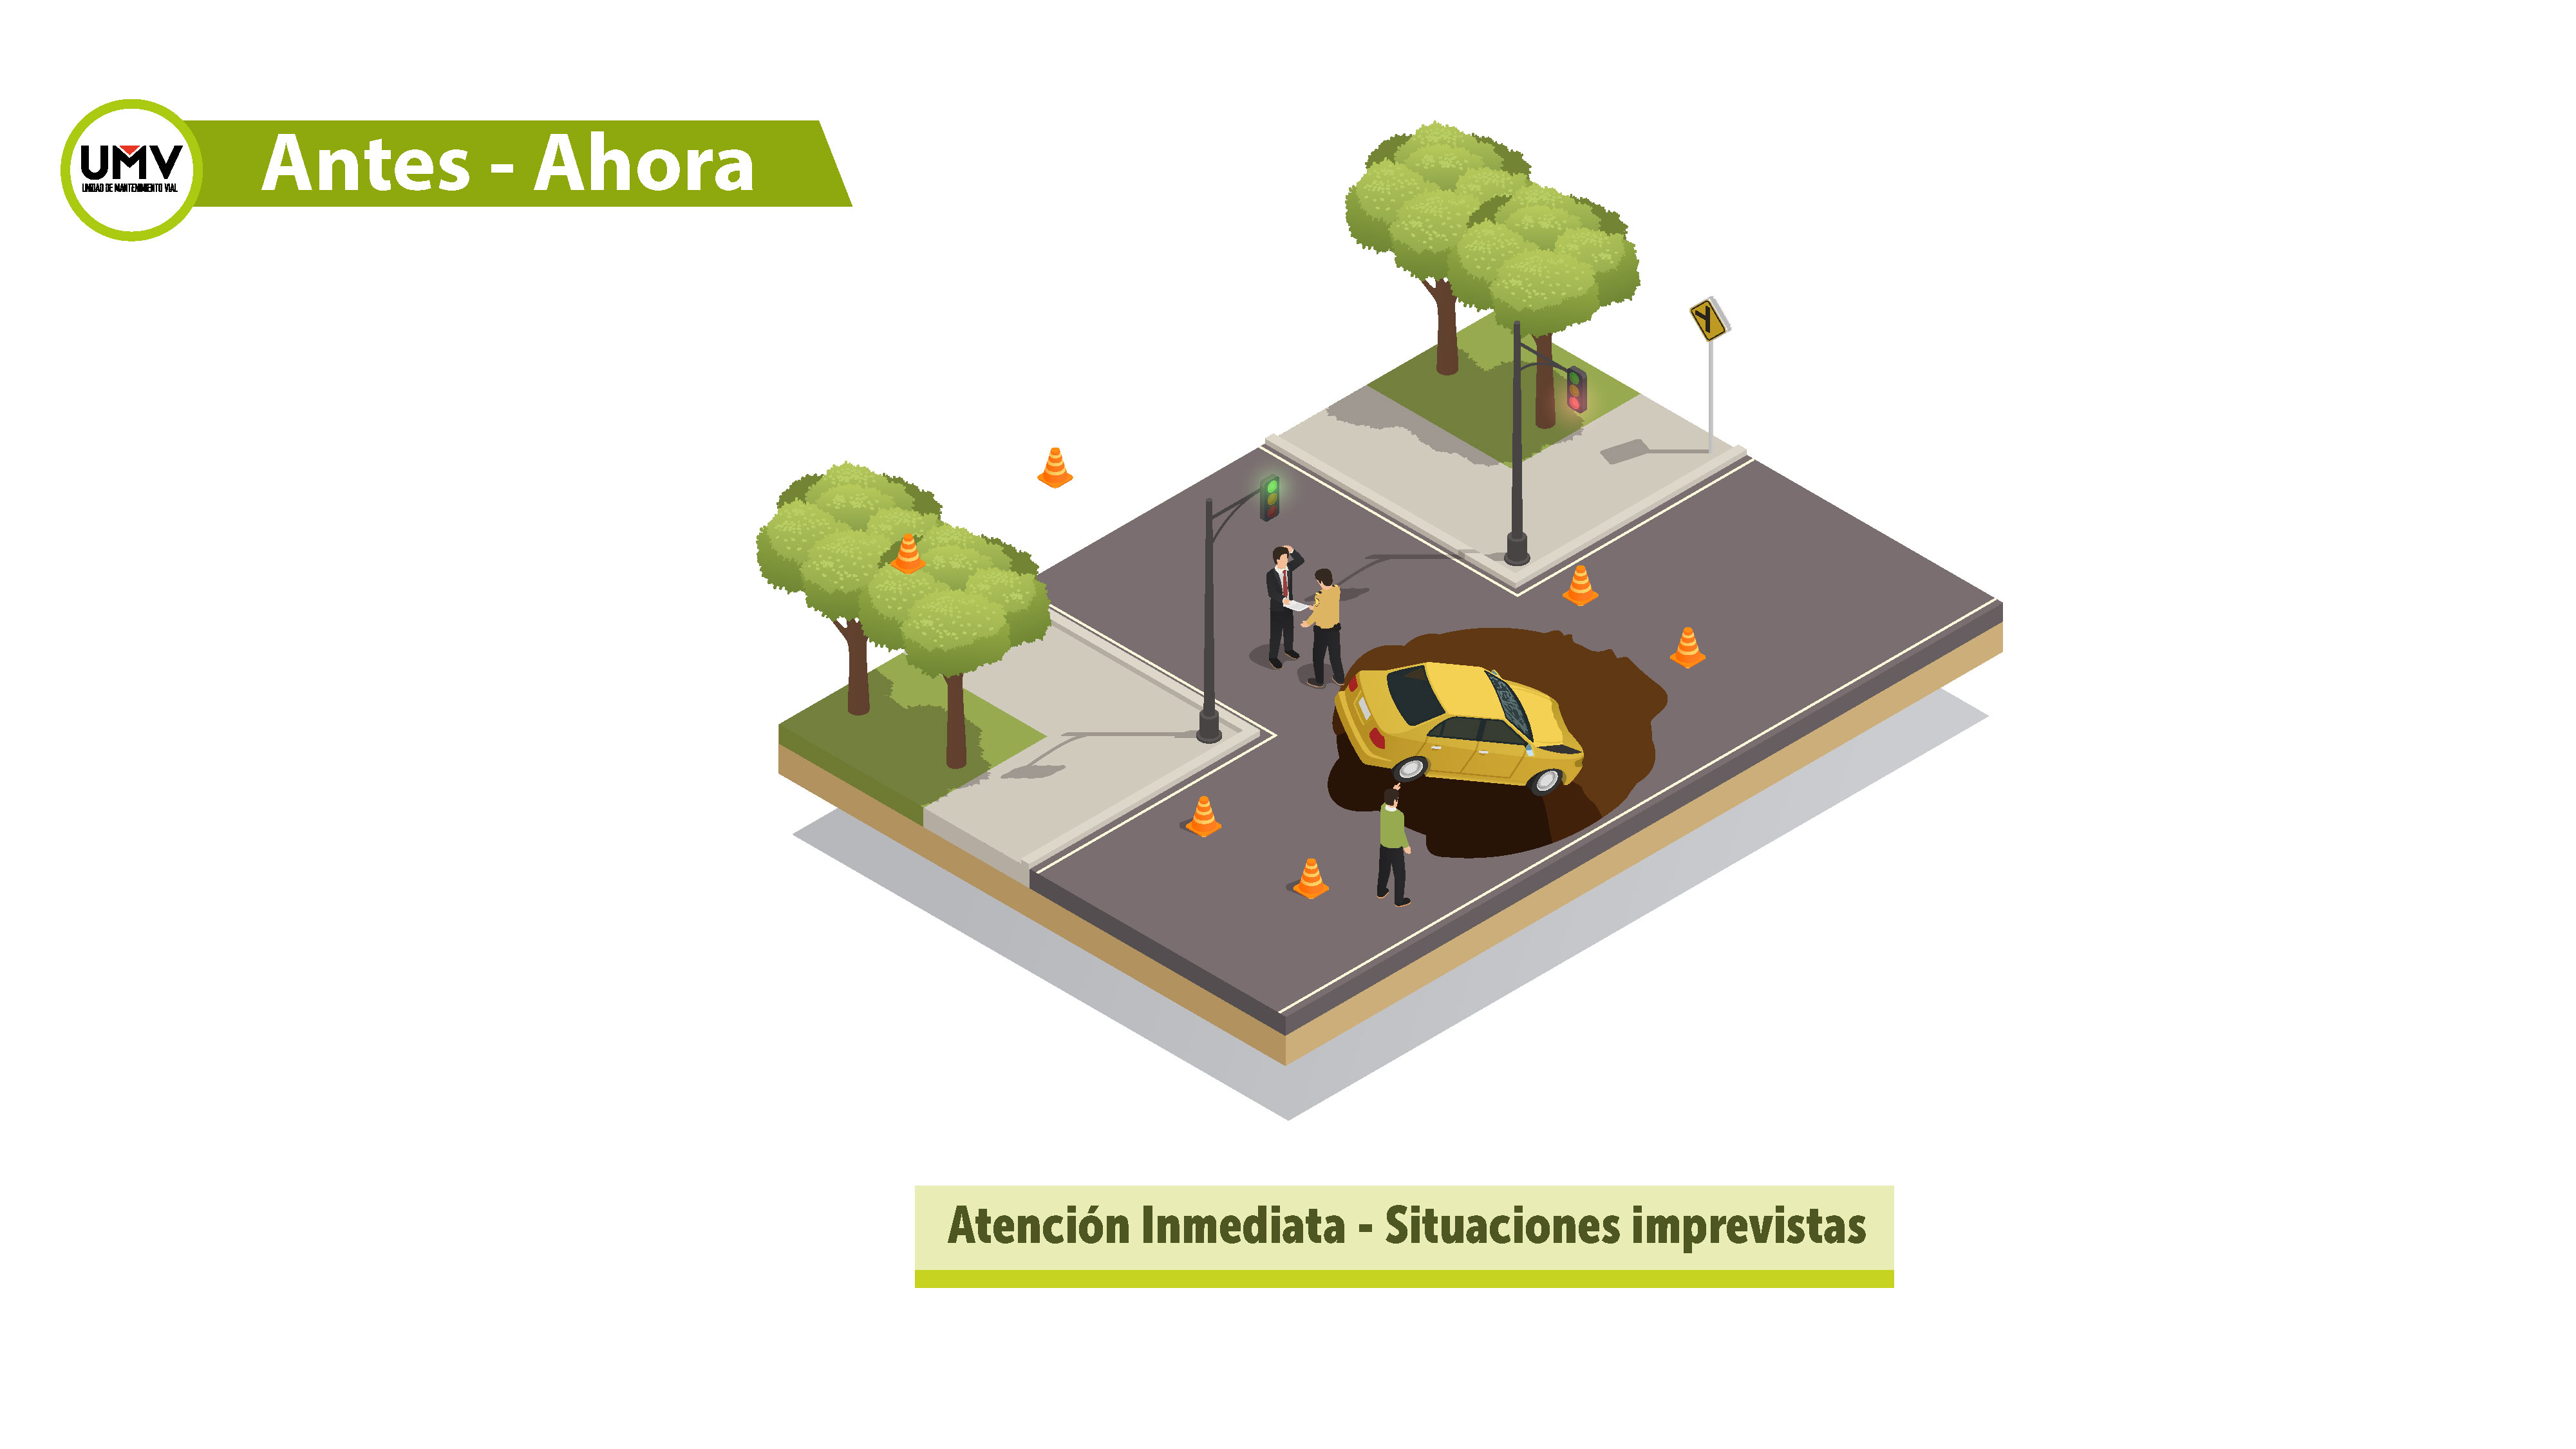 UMV
UNIDAD DE MANTENIMIENTO VIAL
Antes - Ahora
Atención Inmediata - Situaciones imprevistas